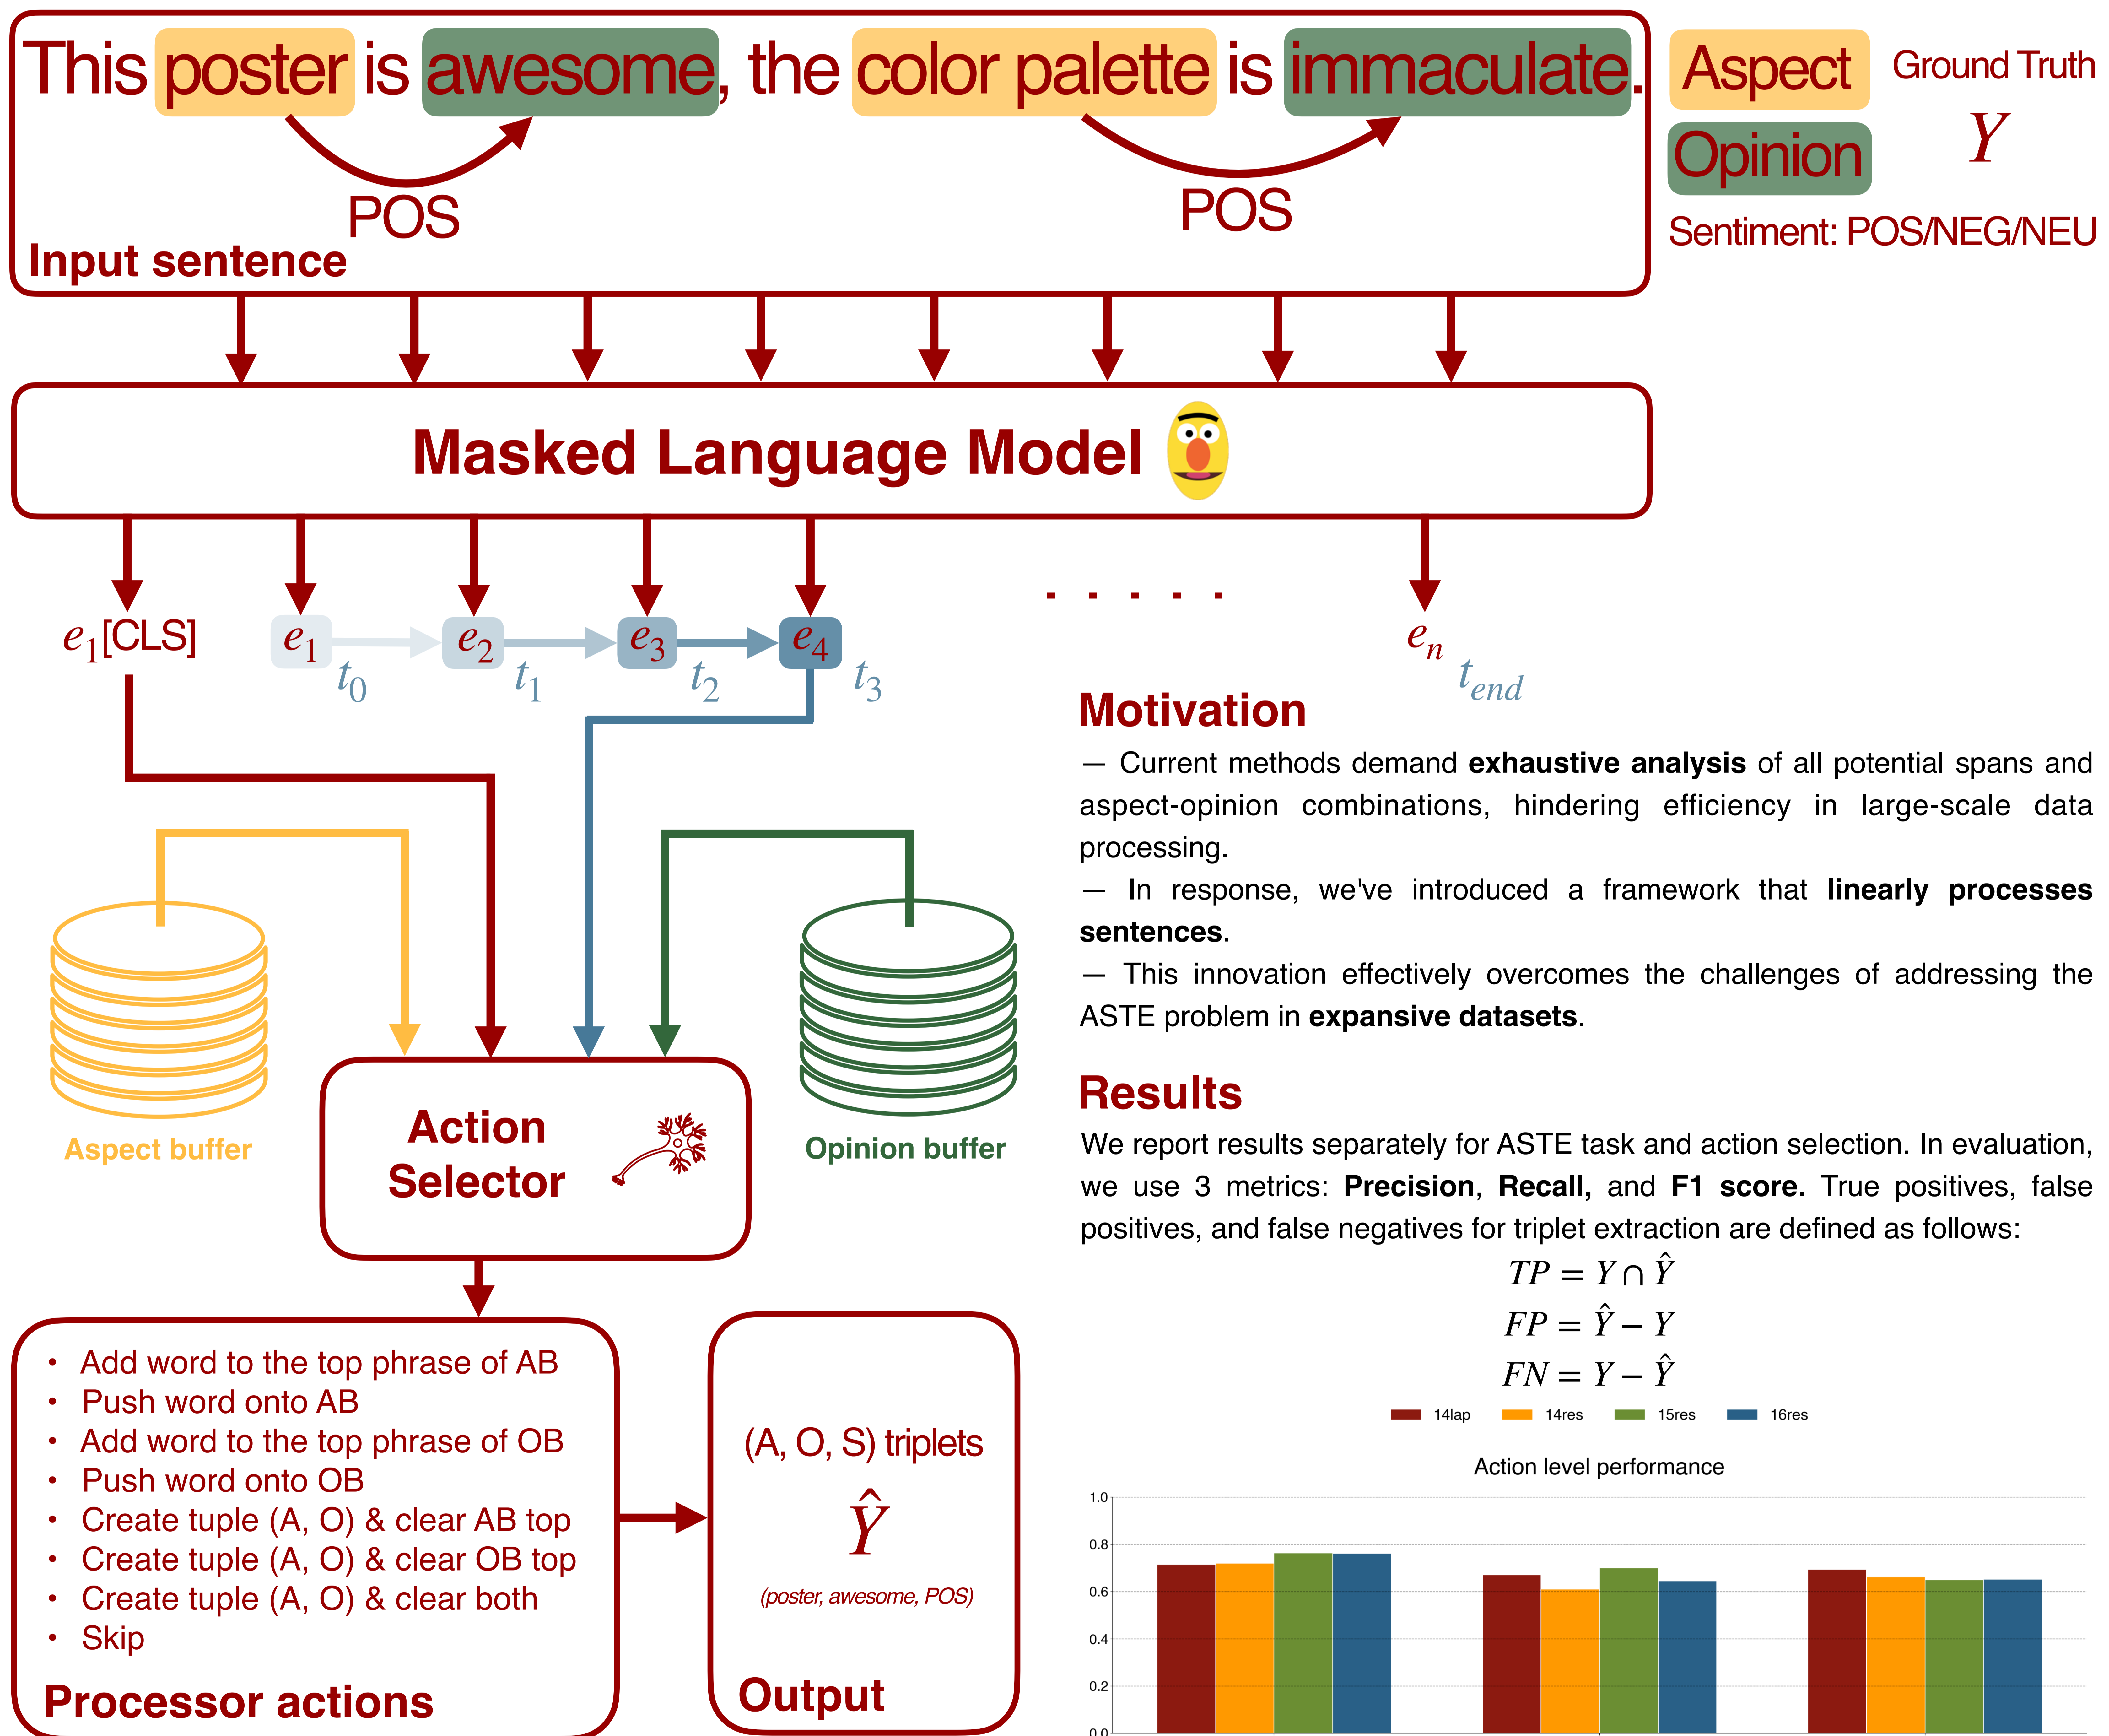 This poster is awesome, the color palette is immaculate.
POS
POS
Input sentence
Aspect
Opinion
Ground Truth
Y
Sentiment: POS/NEG/NEU
Masked Language Model
e₁[CLS]
e₁
e₂
e₃
e₄
. . . . .
eₙ
t₀
t₁
t₂
t₃
t_end
Aspect buffer
Action
Selector
Opinion buffer
• Add word to the top phrase of AB
• Push word onto AB
• Add word to the top phrase of OB
• Push word onto OB
• Create tuple (A, O) & clear AB top
• Create tuple (A, O) & clear OB top
• Create tuple (A, O) & clear both
• Skip
Processor actions
(A, O, S) triplets
Ŷ
(poster, awesome, POS)
Output
Motivation
— Current methods demand exhaustive analysis of all potential spans and
aspect-opinion combinations, hindering efficiency in large-scale data
processing.
— In response, we've introduced a framework that linearly processes
sentences.
— This innovation effectively overcomes the challenges of addressing the
ASTE problem in expansive datasets.
Results
We report results separately for ASTE task and action selection. In evaluation,
we use 3 metrics: Precision, Recall, and F1 score. True positives, false
positives, and false negatives for triplet extraction are defined as follows:
TP = Y ∩ Ŷ
FP = Ŷ − Y
FN = Y − Ŷ
14lap 14res 15res 16res
Action level performance
1.0
0.8
0.6
0.4
0.2
0.0